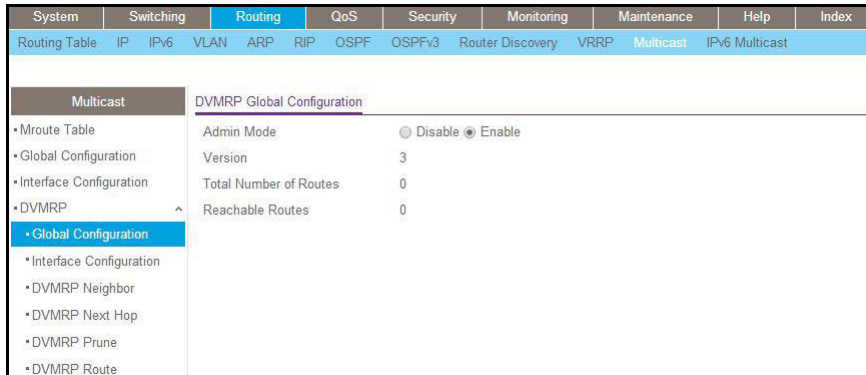 System Switching Routing QoS Security Monitoring Maintenance Help Index
Routing Table IP IPv6 VLAN ARP RIP OSPF OSPFv3 Router Discovery VRRP Multicast IPv6 Multicast
Multicast
Mroute Table
Global Configuration
Interface Configuration
DVMRP
Global Configuration
Interface Configuration
DVMRP Neighbor
DVMRP Next Hop
DVMRP Prune
DVMRP Route
DVMRP Global Configuration
Admin Mode Disable Enable
Version 3
Total Number of Routes 0
Reachable Routes 0